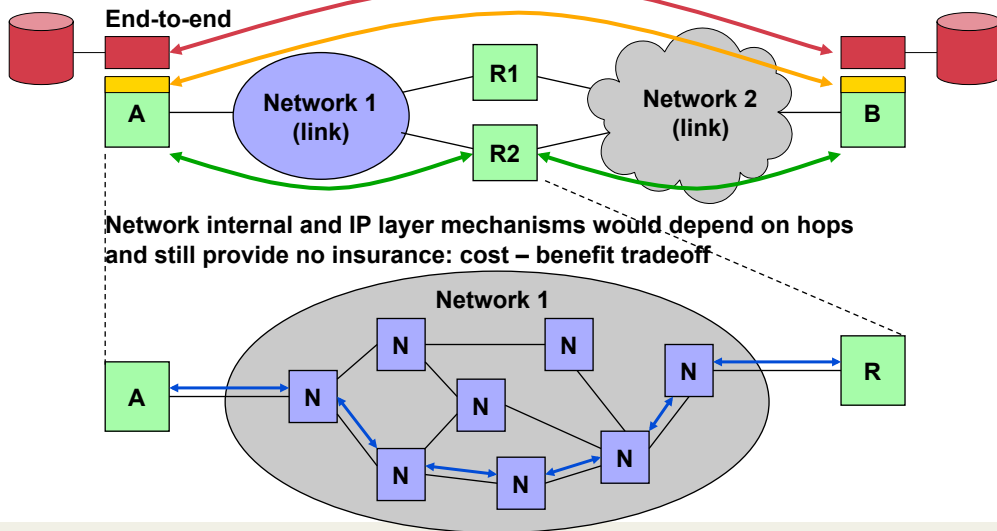 End-to-end
R1
Network 1
(link)
Network 2
(link)
A
B
R2
Network internal and IP layer mechanisms would depend on hops
and still provide no insurance: cost – benefit tradeoff
Network 1
N
N
N
R
A
N
N
N
N
N